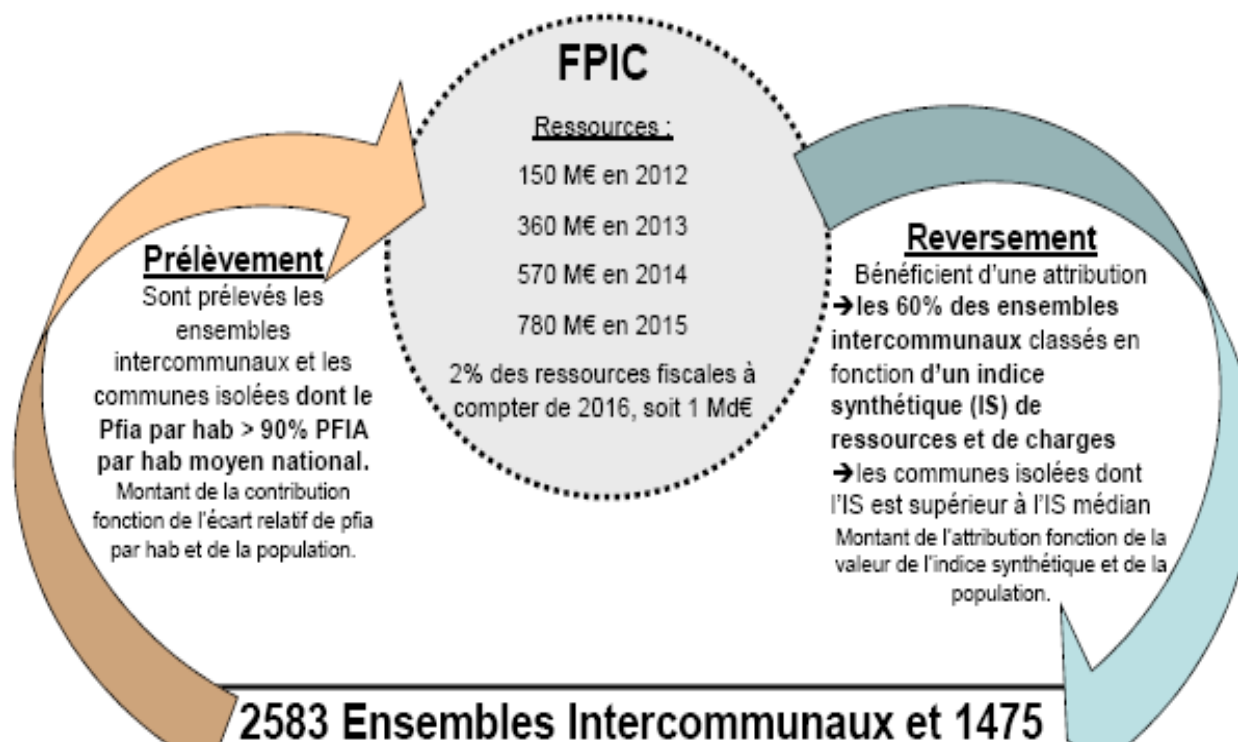 FPIC
Ressources :
150 M€ en 2012
360 M€ en 2013
570 M€ en 2014
780 M€ en 2015
2% des ressources fiscales à
compter de 2016, soit 1 Md€
Prélèvement
Sont prélevés les
ensembles
intercommunaux et les
communes isolées dont le
Pfia par hab > 90% PFIA
par hab moyen national.
Montant de la contribution
fonction de l'écart relatif de pfia
par hab et de la population.
Reversement
Bénéficient d'une attribution
➔les 60% des ensembles
intercommunaux classés en
fonction d'un indice
synthétique (IS) de
ressources et de charges
➔les communes isolées dont
l'IS est supérieur à l'IS médian
Montant de l'attribution fonction de la
valeur de l'indice synthétique et de la
population.
2583 Ensembles Intercommunaux et 1475